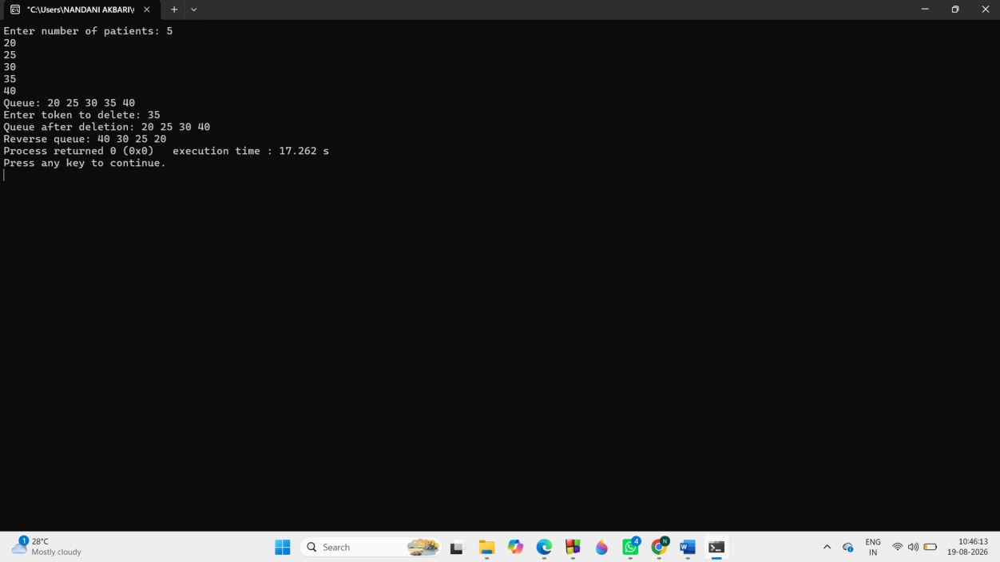 "C:\Users\NANDANI AKBARI\
Enter number of patients: 5
20
25
30
35
40
Queue: 20 25 30 35 40
Enter token to delete: 35
Queue after deletion: 20 25 30 40
Reverse queue: 40 30 25 20
Process returned 0 (0x0)   execution time : 17.262 s
Press any key to continue.
1
28°C
Mostly cloudy
Search
4
N
W
ENG
IN
10:46:13
19-08-2026